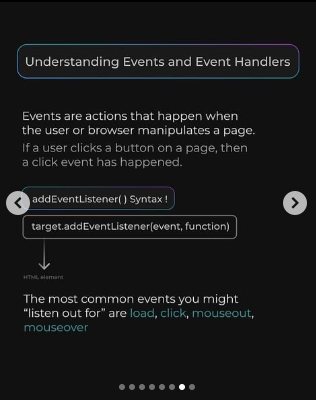 Understanding Events and Event Handlers
Events are actions that happen when
the user or browser manipulates a page.
If a user clicks a button on a page, then
a click event has happened.
addEventListener( ) Syntax !
target.addEventListener(event, function)
HTML element
The most common events you might
“listen out for” are load, click, mouseout,
mouseover